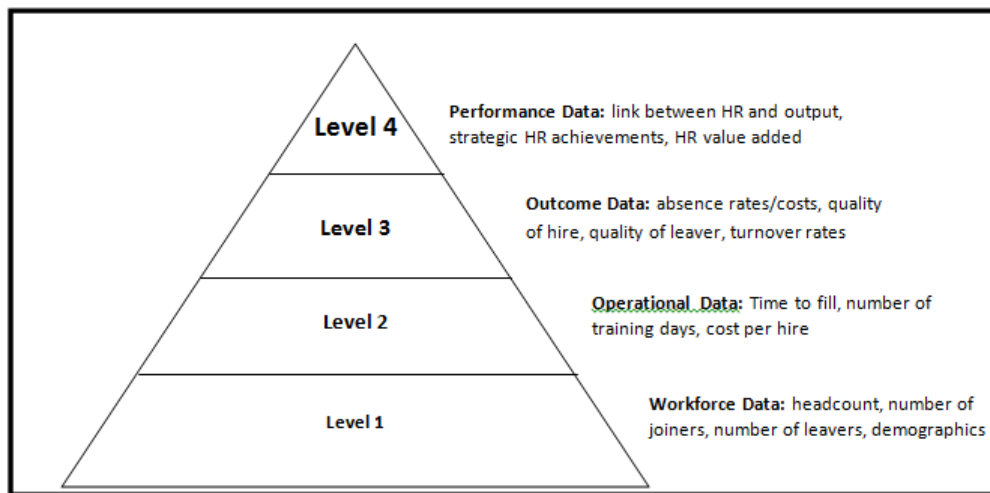 Level 4
Performance Data: link between HR and output,
strategic HR achievements, HR value added
Level 3
Outcome Data: absence rates/costs, quality
of hire, quality of leaver, turnover rates
Level 2
Operational Data: Time to fill, number of
training days, cost per hire
Level 1
Workforce Data: headcount, number of
joiners, number of leavers, demographics